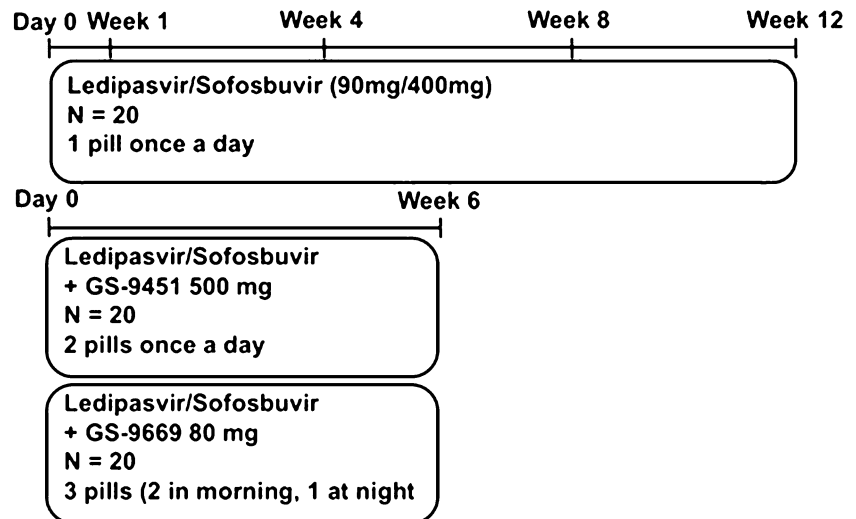 Day 0 Week 1 Week 4 Week 8 Week 12
Ledipasvir/Sofosbuvir (90mg/400mg)
N = 20
1 pill once a day
Day 0 Week 6
Ledipasvir/Sofosbuvir
+ GS-9451 500 mg
N = 20
2 pills once a day
Ledipasvir/Sofosbuvir
+ GS-9669 80 mg
N = 20
3 pills (2 in morning, 1 at night